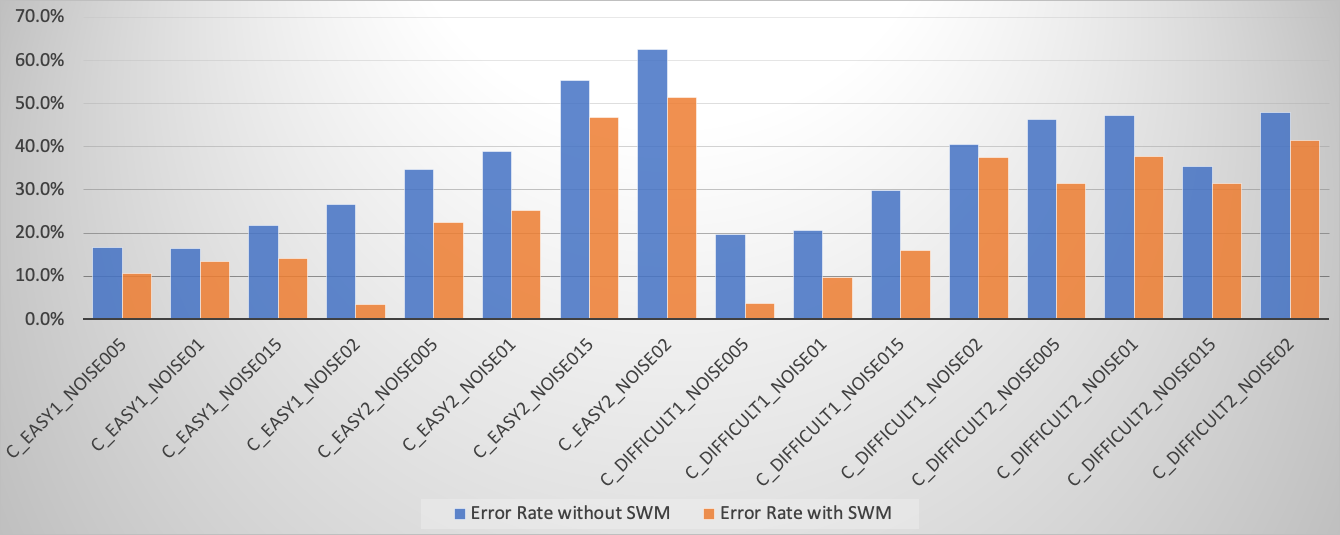 70.0%
60.0%
50.0%
40.0%
30.0%
20.0%
10.0%
0.0%
C_EASY1_NOISE005
C_EASY1_NOISE01
C_EASY1_NOISE015
C_EASY1_NOISE02
C_EASY2_NOISE005
C_EASY2_NOISE01
C_EASY2_NOISE015
C_EASY2_NOISE02
C_DIFFICULT1_NOISE005
C_DIFFICULT1_NOISE01
C_DIFFICULT1_NOISE015
C_DIFFICULT1_NOISE02
C_DIFFICULT2_NOISE005
C_DIFFICULT2_NOISE01
C_DIFFICULT2_NOISE015
C_DIFFICULT2_NOISE02
Error Rate without SWM Error Rate with SWM